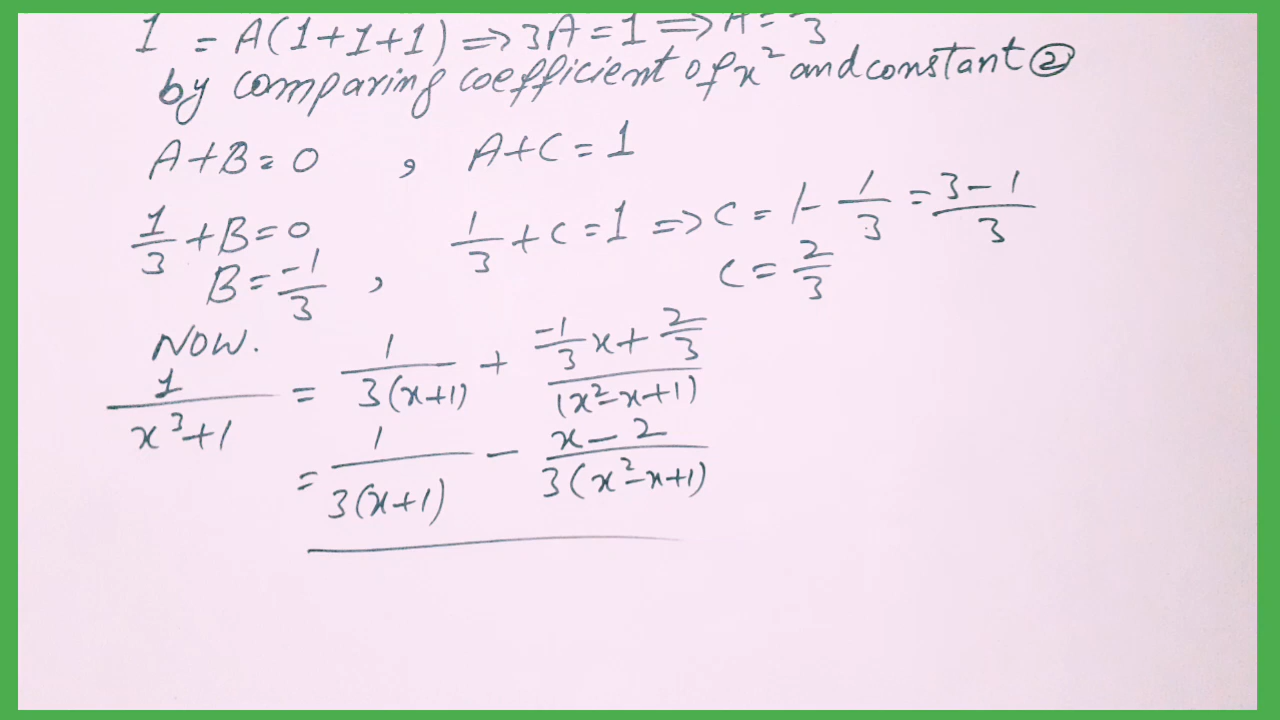 1 = A(1+1+1) ⇒ 3A = 1 ⇒ A = /3
by comparing coefficient of x² and constant ②
A+B = 0 , A+C = 1
1/3 + B = 0 1/3 + C = 1 ⇒ C = 1 - 1/3 = (3-1)/3
B = -1/3 , C = 2/3
NOW.
1/(x³+1) = 1/(3(x+1)) + (-1/3 x + 2/3)/(x²-x+1)
= 1/(3(x+1)) - (x-2)/(3(x²-x+1))